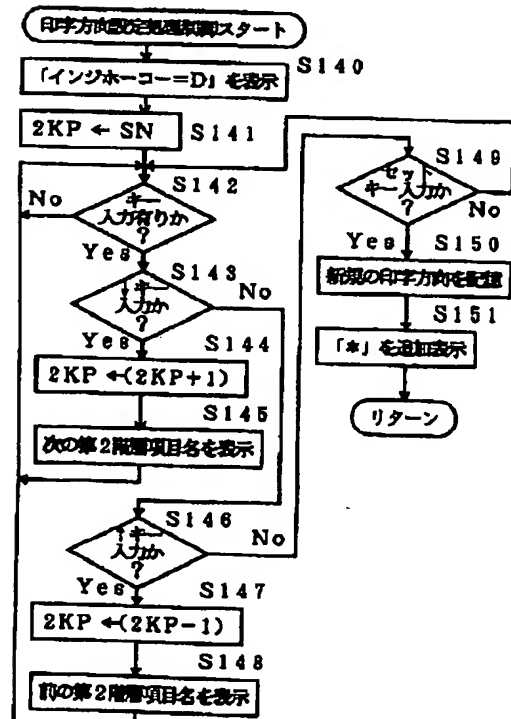 印字方向設定処理制御スタート
「インジホーコー＝D」を表示
S140
2KP ← SN
S141
S142
キー
入力有りか
?
No
Yes
S143
↓キー
入力か
?
No
Yes
S144
2KP ←(2KP+1)
S145
次の第2階層項目名を表示
S146
↑キー
入力か
?
No
Yes
S147
2KP ←(2KP-1)
S148
前の第2階層項目名を表示
S149
セット
キー入力か
?
No
Yes
S150
新規の印字方向を記憶
S151
「*」を追加表示
リターン